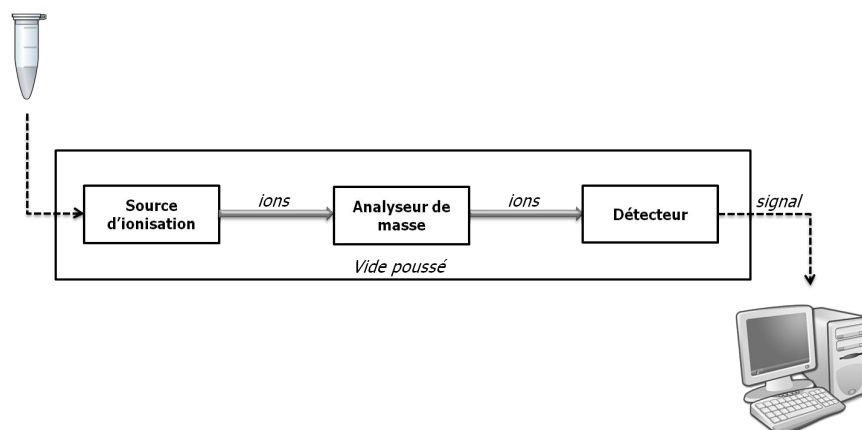 Source
d'ionisation
ions
Analyseur de
masse
ions
Détecteur
signal
Vide poussé